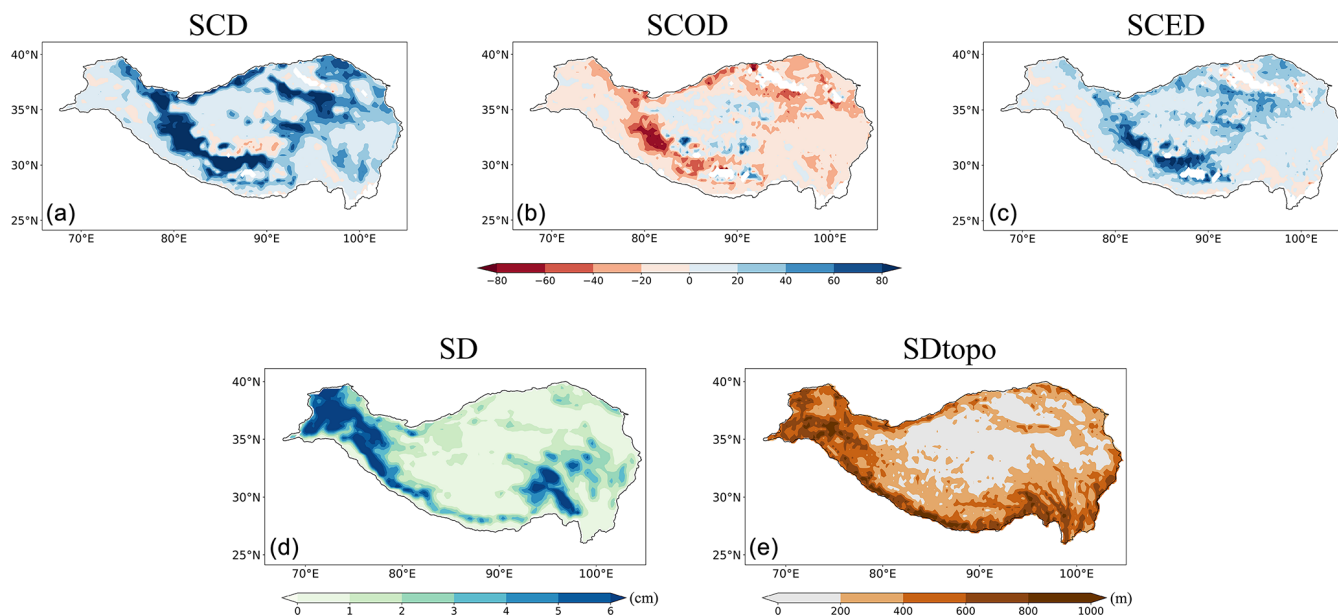 SCD
SCOD
SCED
40°N
35°N
30°N
25°N
(a)
70°E 80°E 90°E 100°E
40°N
35°N
30°N
25°N
(b)
70°E 80°E 90°E 100°E
40°N
35°N
30°N
25°N
(c)
70°E 80°E 90°E 100°E
−80 −60 −40 −20 0 20 40 60 80
SD
SDtopo
40°N
35°N
30°N
25°N
(d)
70°E 80°E 90°E 100°E
0 1 2 3 4 5 6 (cm)
40°N
35°N
30°N
25°N
(e)
70°E 80°E 90°E 100°E
0 200 400 600 800 1000 (m)